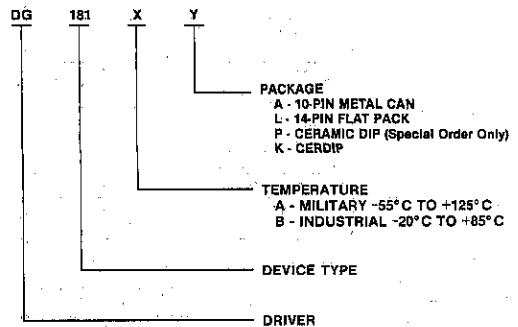 DG 181 X Y
PACKAGE
A - 10-PIN METAL CAN
L - 14-PIN FLAT PACK
P - CERAMIC DIP (Special Order Only)
K - CERDIP
TEMPERATURE
A - MILITARY -55°C TO +125°C
B - INDUSTRIAL -20°C TO +85°C
DEVICE TYPE
DRIVER